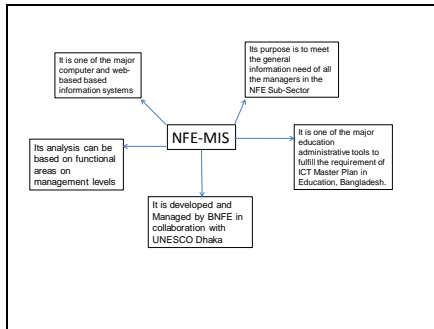 It is one of the major
computer and web-
based based
information systems
Its purpose is to meet
the general
information need of all
the managers in the
NFE Sub-Sector
NFE-MIS
Its analysis can be
based on functional
areas on
management levels
It is one of the major
education
administrative tools to
fulfill the requirement of
ICT Master Plan in
Education, Bangladesh.
It is developed and
Managed by BNFE in
collaboration with
UNESCO Dhaka